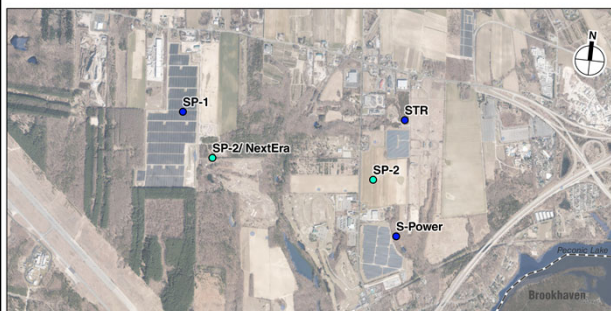 N
SP-1
STR
SP-2/ NextEra
SP-2
S-Power
Peconic Lake
Brookhaven